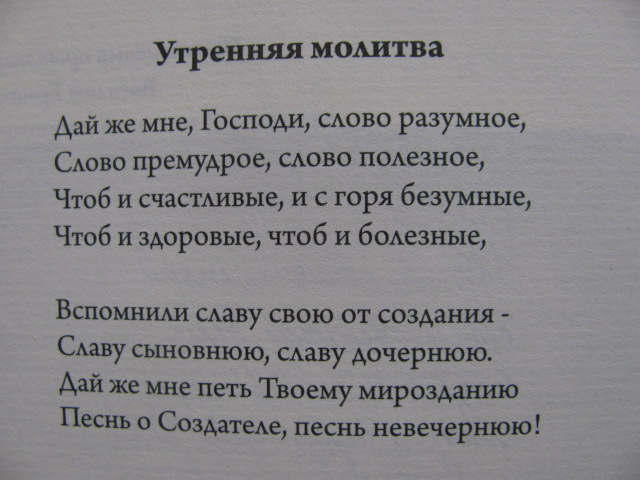 Утренняя молитва
Дай же мне, Господи, слово разумное,
Слово премудрое, слово полезное,
Чтоб и счастливые, и с горя безумные,
Чтоб и здоровые, чтоб и болезные,
Вспомнили славу свою от создания -
Славу сыновнюю, славу дочернюю.
Дай же мне петь Твоему мирозданию
Песнь о Создателе, песнь невечернюю!